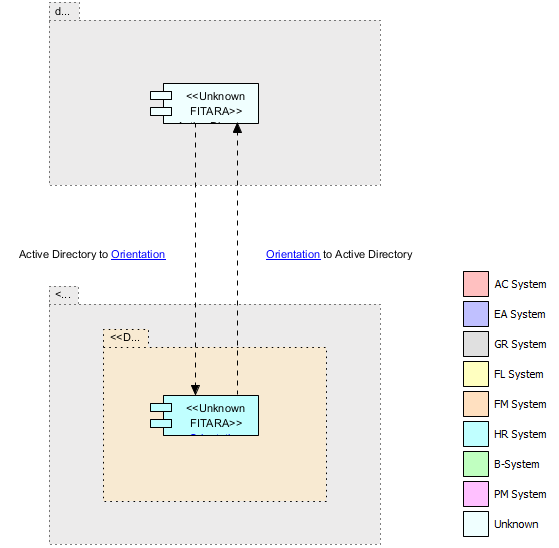 d...
<<Unknown
FITARA>>
Active Directory to Orientation
Orientation to Active Directory
<...
<<D...
<<Unknown
FITARA>>
AC System
EA System
GR System
FL System
FM System
HR System
B-System
PM System
Unknown